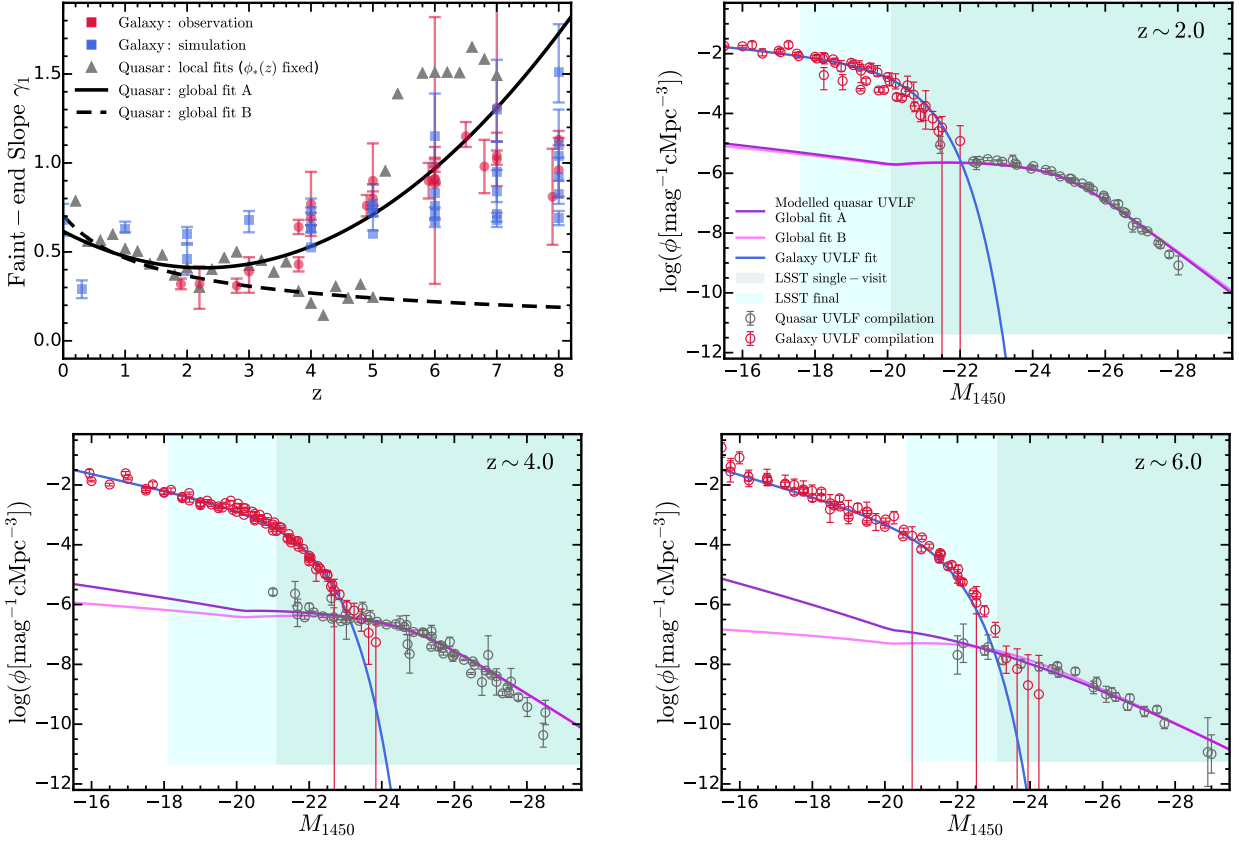 Faint − end Slope γ₁
1.5
1.0
0.5
0.0
Galaxy : observation
Galaxy : simulation
Quasar : local fits (ϕ∗(z) fixed)
Quasar : global fit A
Quasar : global fit B
0 1 2 3 4 5 6 7 8
z
z ∼ 2.0
log(ϕ[mag⁻¹cMpc⁻³])
−2
−4
−6
−8
−10
−12
Modelled quasar UVLF
Global fit A
Global fit B
Galaxy UVLF fit
LSST single − visit
LSST final
Quasar UVLF compilation
Galaxy UVLF compilation
−16 −18 −20 −22 −24 −26 −28
M₁₄₅₀
z ∼ 4.0
log(ϕ[mag⁻¹cMpc⁻³])
−2
−4
−6
−8
−10
−12
−16 −18 −20 −22 −24 −26 −28
M₁₄₅₀
z ∼ 6.0
log(ϕ[mag⁻¹cMpc⁻³])
−2
−4
−6
−8
−10
−12
−16 −18 −20 −22 −24 −26 −28
M₁₄₅₀